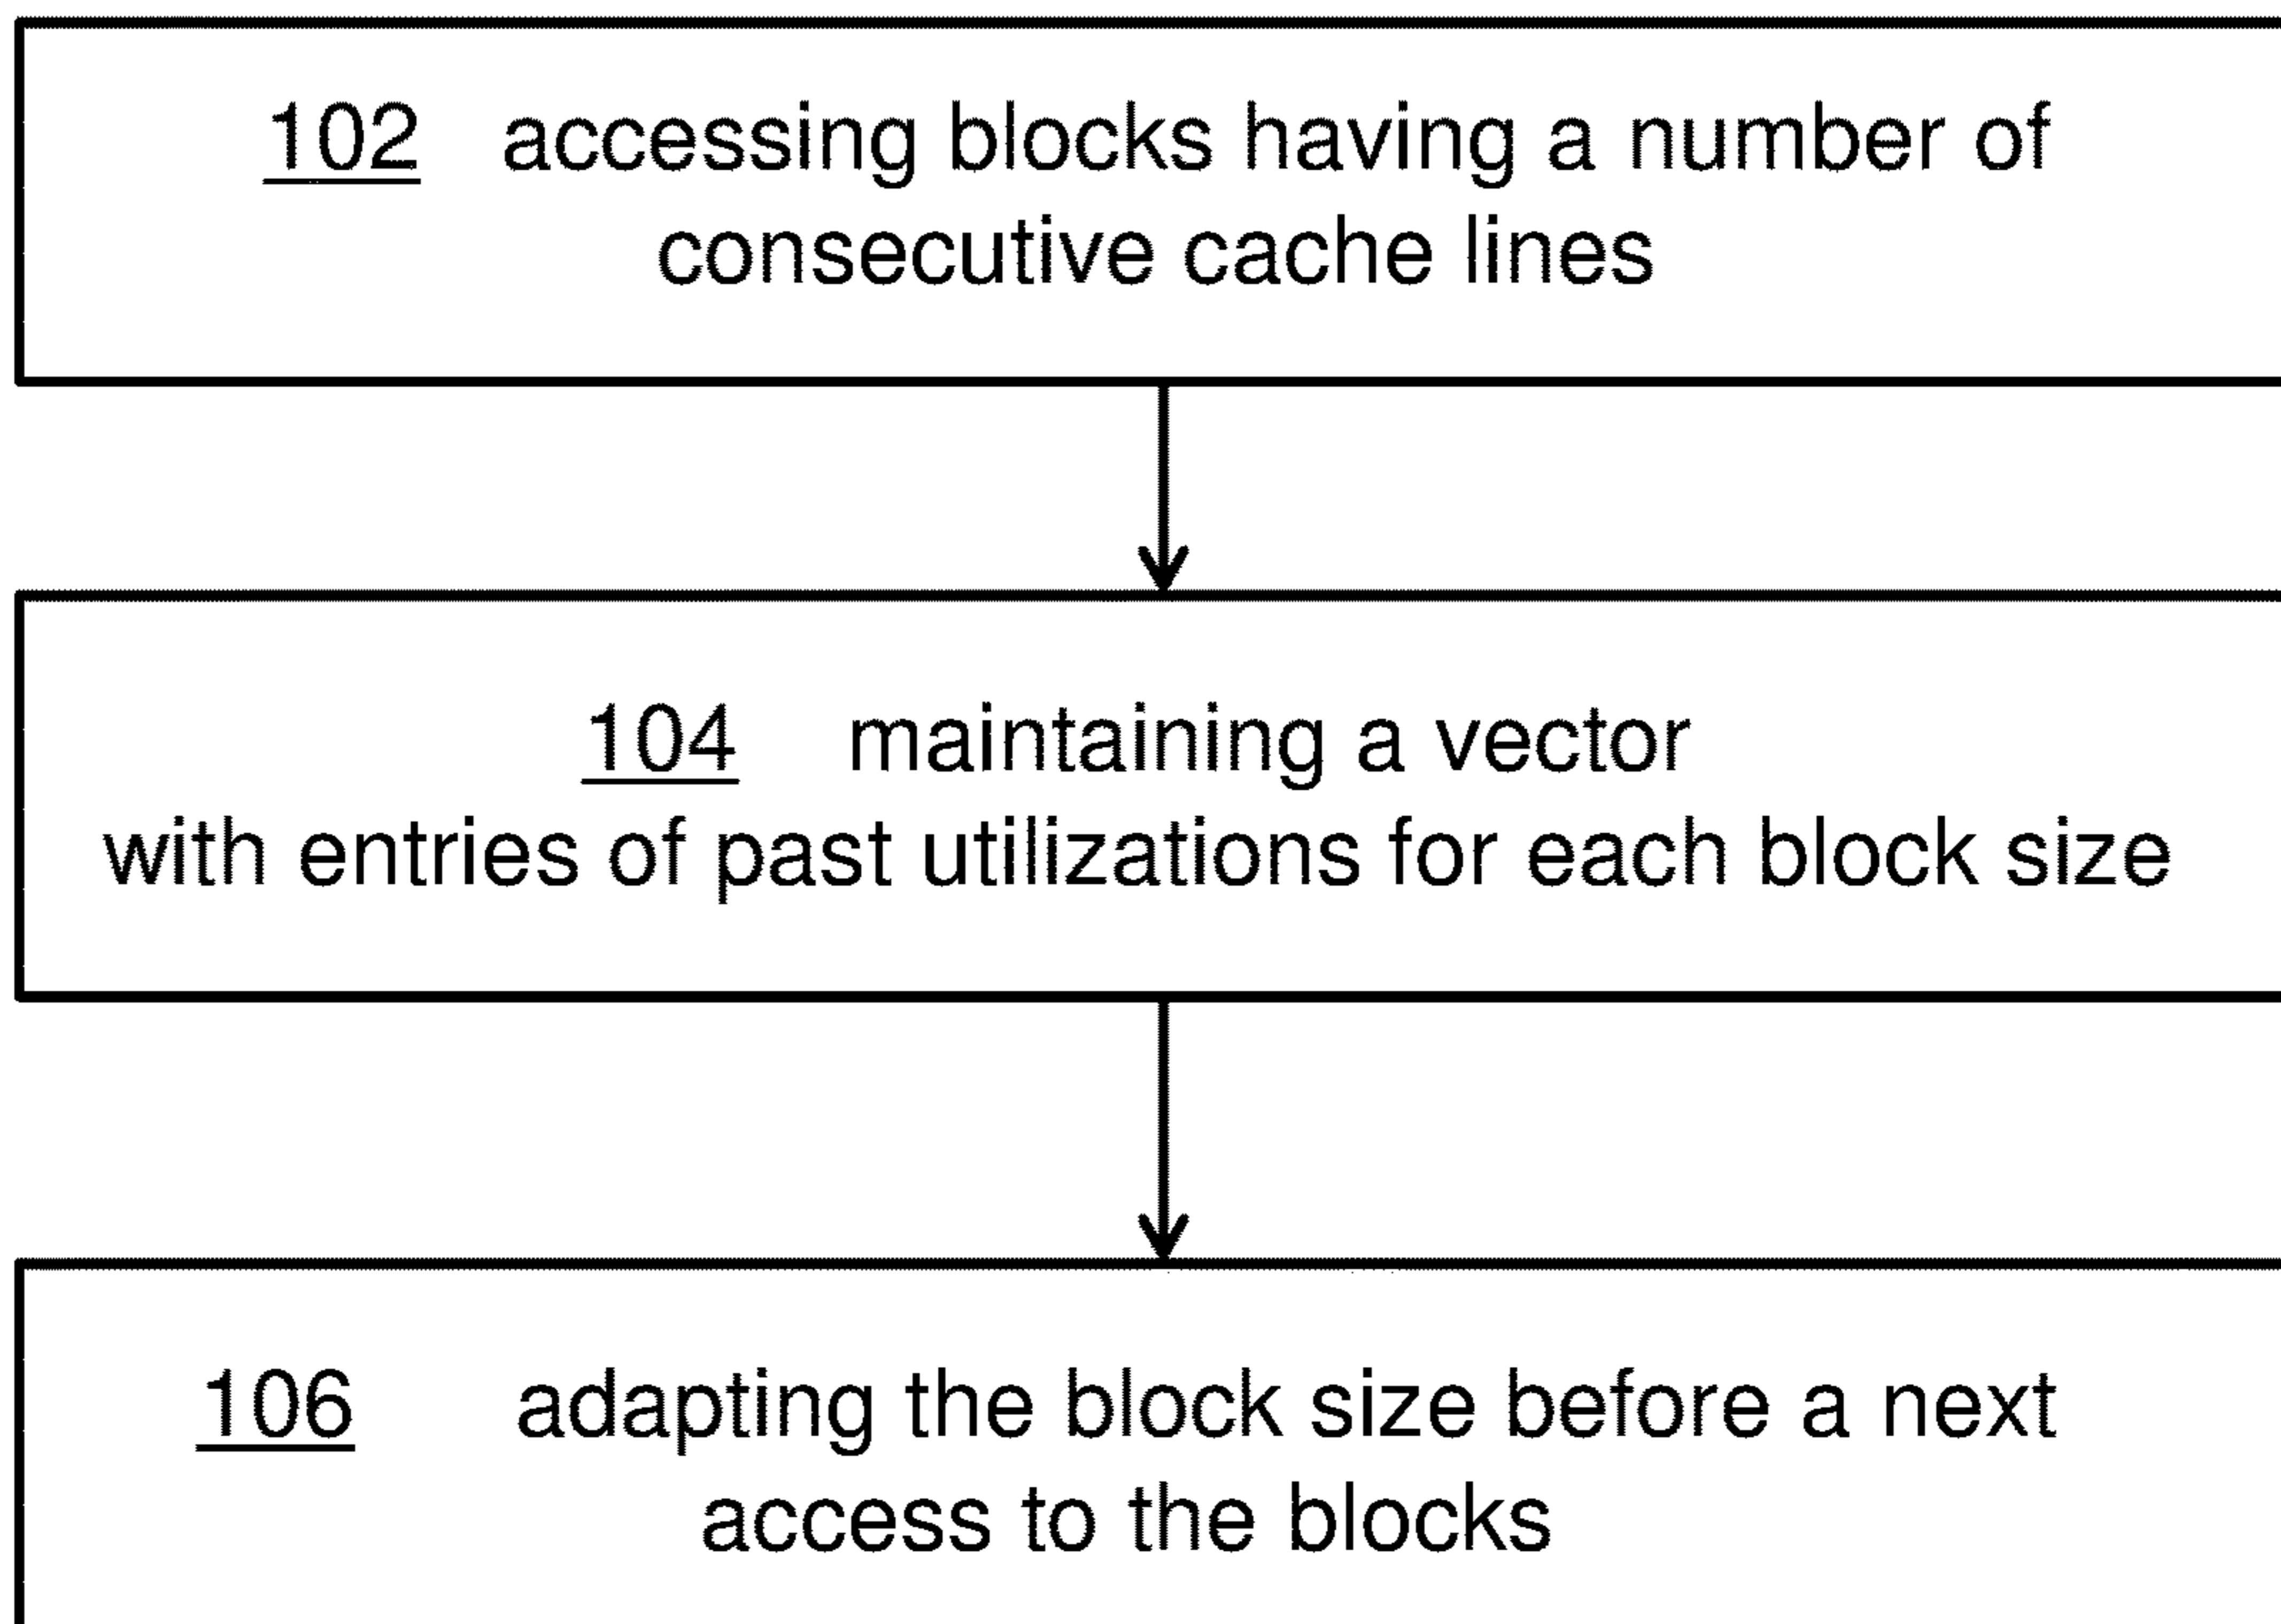 102 accessing blocks having a number of
consecutive cache lines
104 maintaining a vector
with entries of past utilizations for each block size
106 adapting the block size before a next
access to the blocks